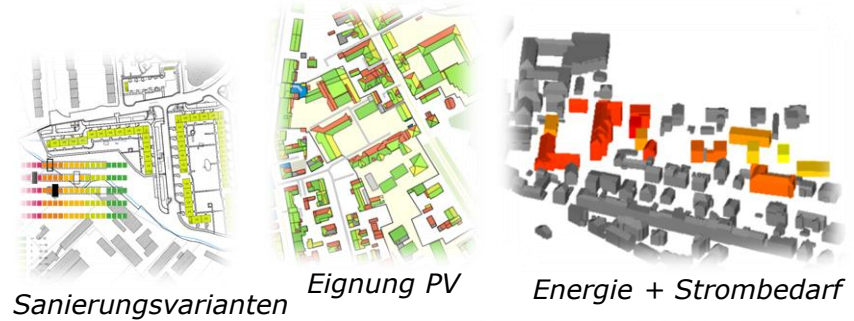 Sanierungsvarianten
Eignung PV
Energie + Strombedarf